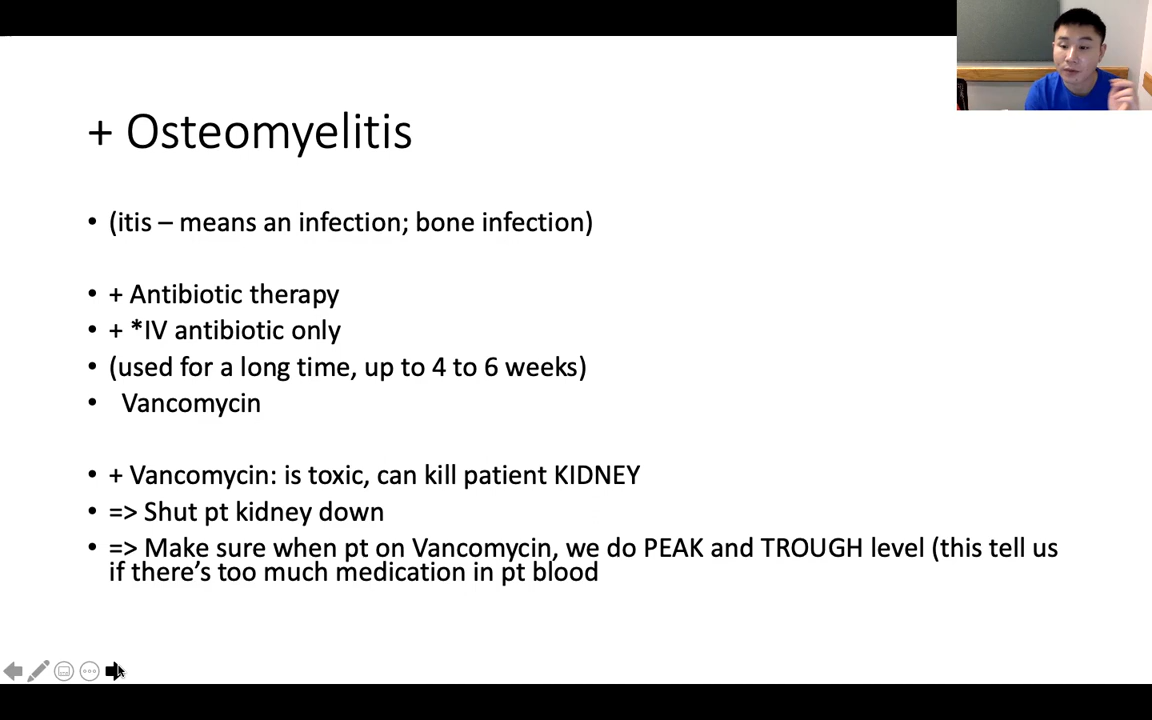 + Osteomyelitis
• (itis – means an infection; bone infection)
• + Antibiotic therapy
• + *IV antibiotic only
• (used for a long time, up to 4 to 6 weeks)
• Vancomycin
• + Vancomycin: is toxic, can kill patient KIDNEY
• => Shut pt kidney down
• => Make sure when pt on Vancomycin, we do PEAK and TROUGH level (this tell us
if there’s too much medication in pt blood